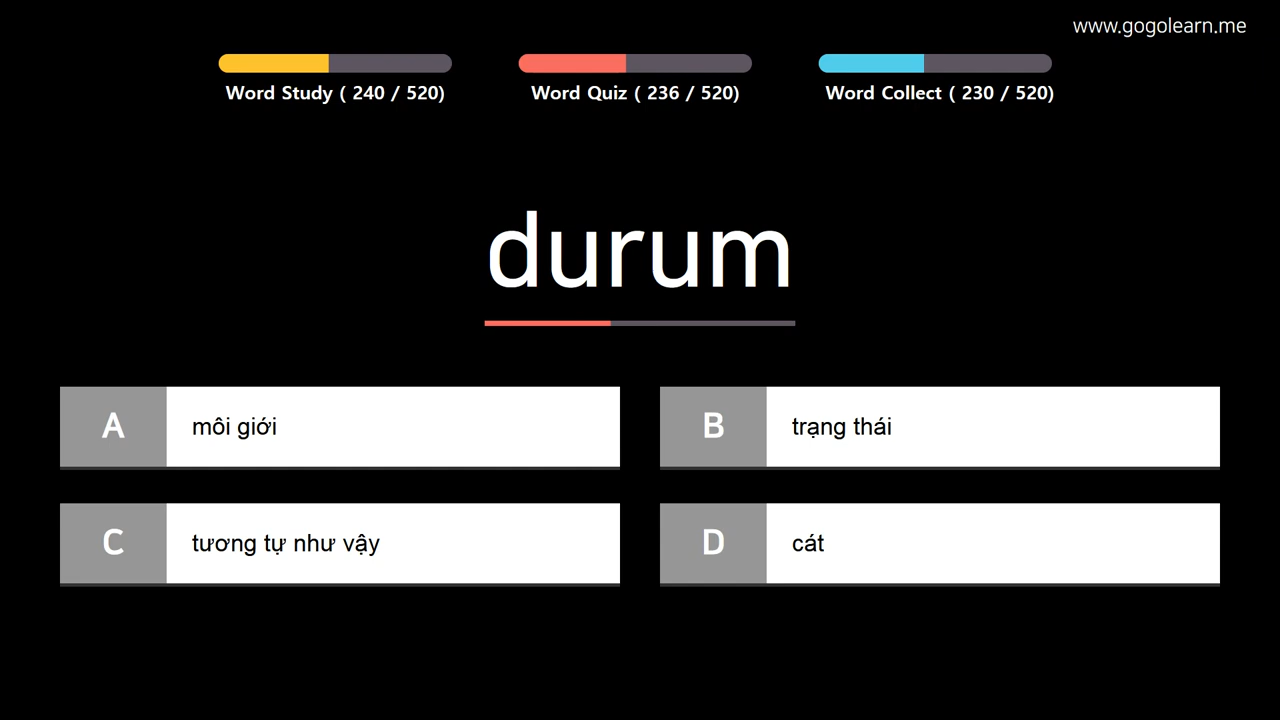 www.gogolearn.me
Word Study ( 240 / 520)
Word Quiz ( 236 / 520)
Word Collect ( 230 / 520)
durum
A môi giới
B trạng thái
C tương tự như vậy
D cát